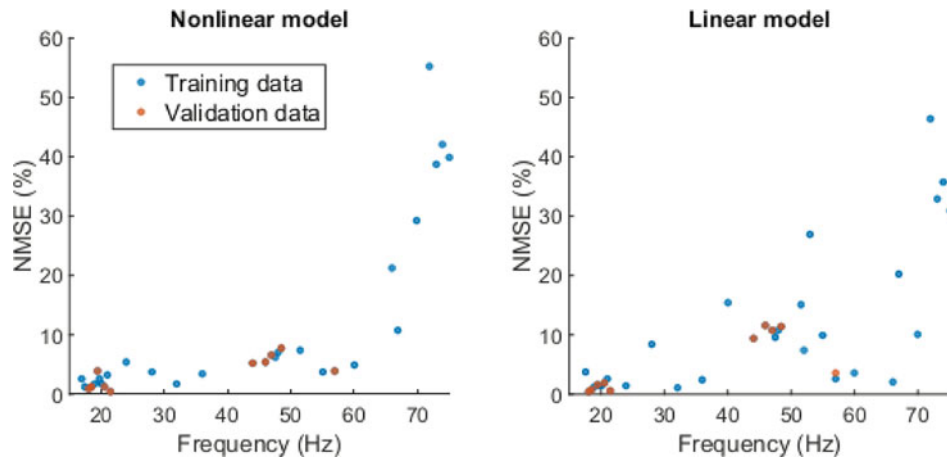 Nonlinear model
60
50
40
30
20
10
0
NMSE (%)
Training data
Validation data
20 30 40 50 60 70
Frequency (Hz)
Linear model
60
50
40
30
20
10
0
NMSE (%)
20 30 40 50 60 70
Frequency (Hz)